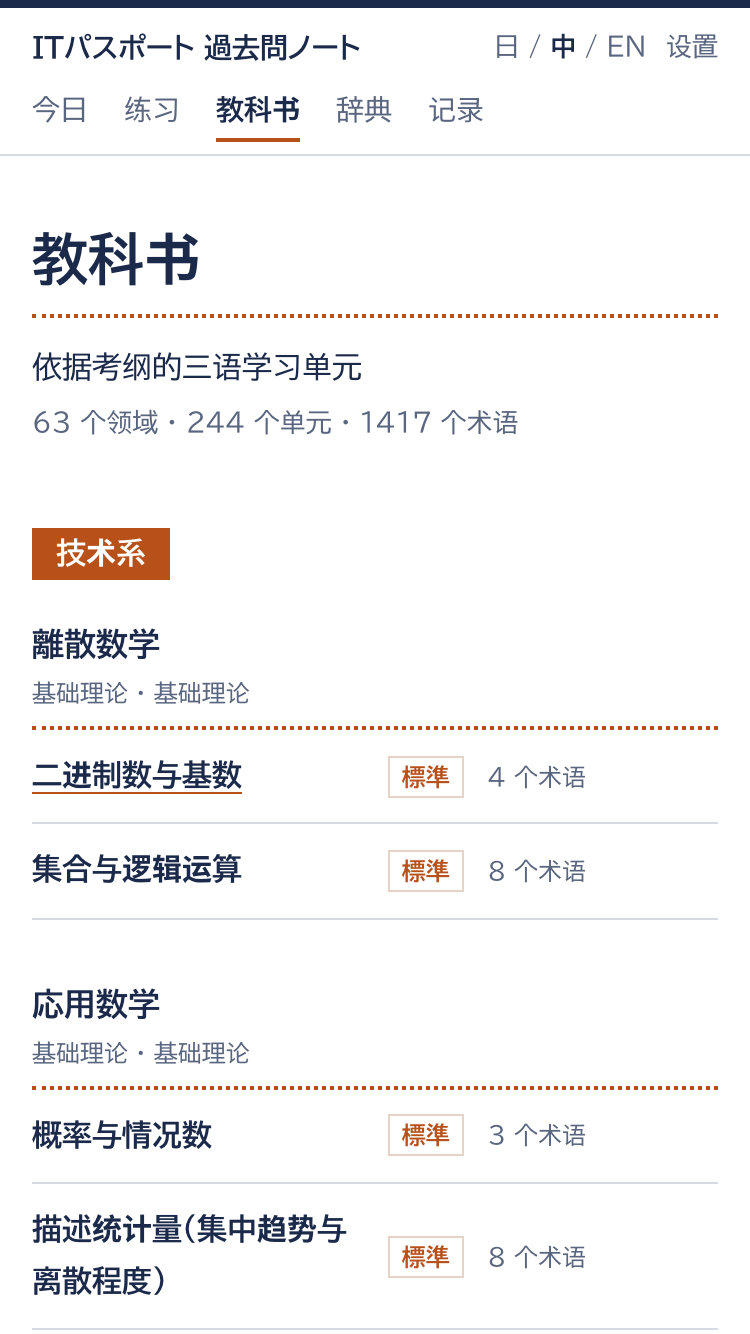 ITパスポート 過去問ノート
日 / 中 / EN 设置
今日 练习 教科书 辞典 记录
教科书
依据考纲的三语学习单元
63 个领域 · 244 个单元 · 1417 个术语
技术系
離散数学
基础理论 · 基础理论
二进制数与基数 標準 4 个术语
集合与逻辑运算 標準 8 个术语
応用数学
基础理论 · 基础理论
概率与情况数 標準 3 个术语
描述统计量(集中趋势与
离散程度) 標準 8 个术语